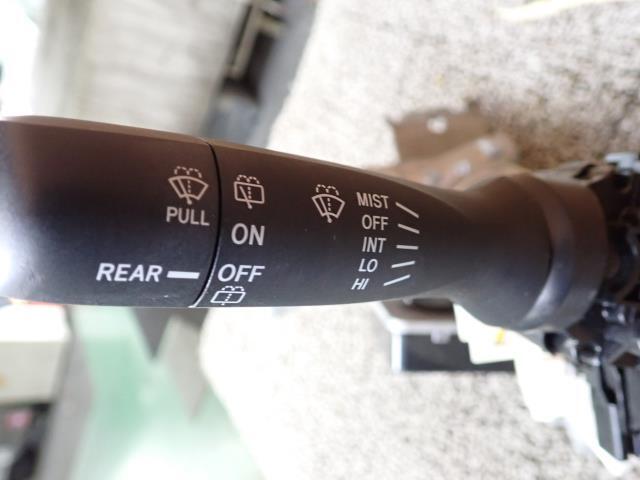 PULL
REAR
ON
OFF
MIST
OFF
INT
LO
HI